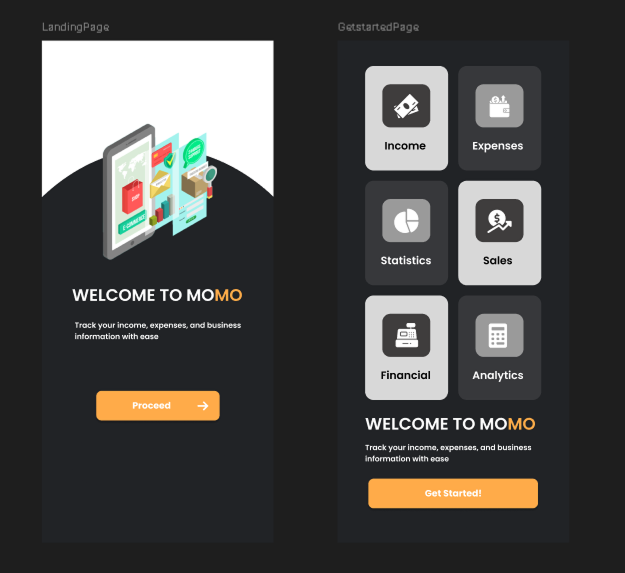 LandingPage
E-COMMERCE
WELCOME TO MOMO
Track your income, expenses, and business
information with ease
Proceed
GetstartedPage
Income
Expenses
Statistics
Sales
Financial
Analytics
WELCOME TO MOMO
Track your income, expenses, and business
information with ease
Get Started!